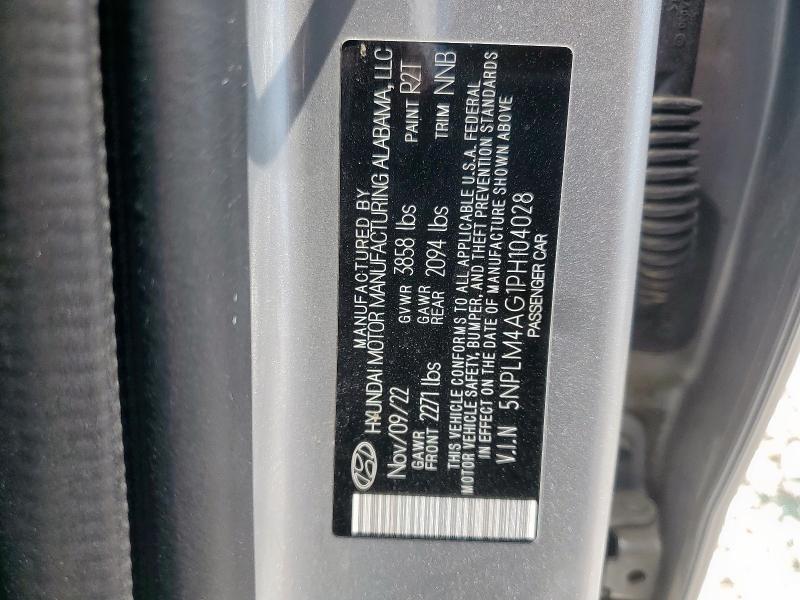 MANUFACTURED BY
HYUNDAI MOTOR MANUFACTURING ALABAMA, LLC
Nov/09/22 GVWR 3858 lbs PAINT R2T
GAWR FRONT 2271 lbs GAWR REAR 2094 lbs TRIM NNB
THIS VEHICLE CONFORMS TO ALL APPLICABLE U.S.A. FEDERAL
MOTOR VEHICLE SAFETY, BUMPER, AND THEFT PREVENTION STANDARDS
IN EFFECT ON THE DATE OF MANUFACTURE SHOWN ABOVE
V.I.N 5NPLM4AG1PH104028
PASSENGER CAR